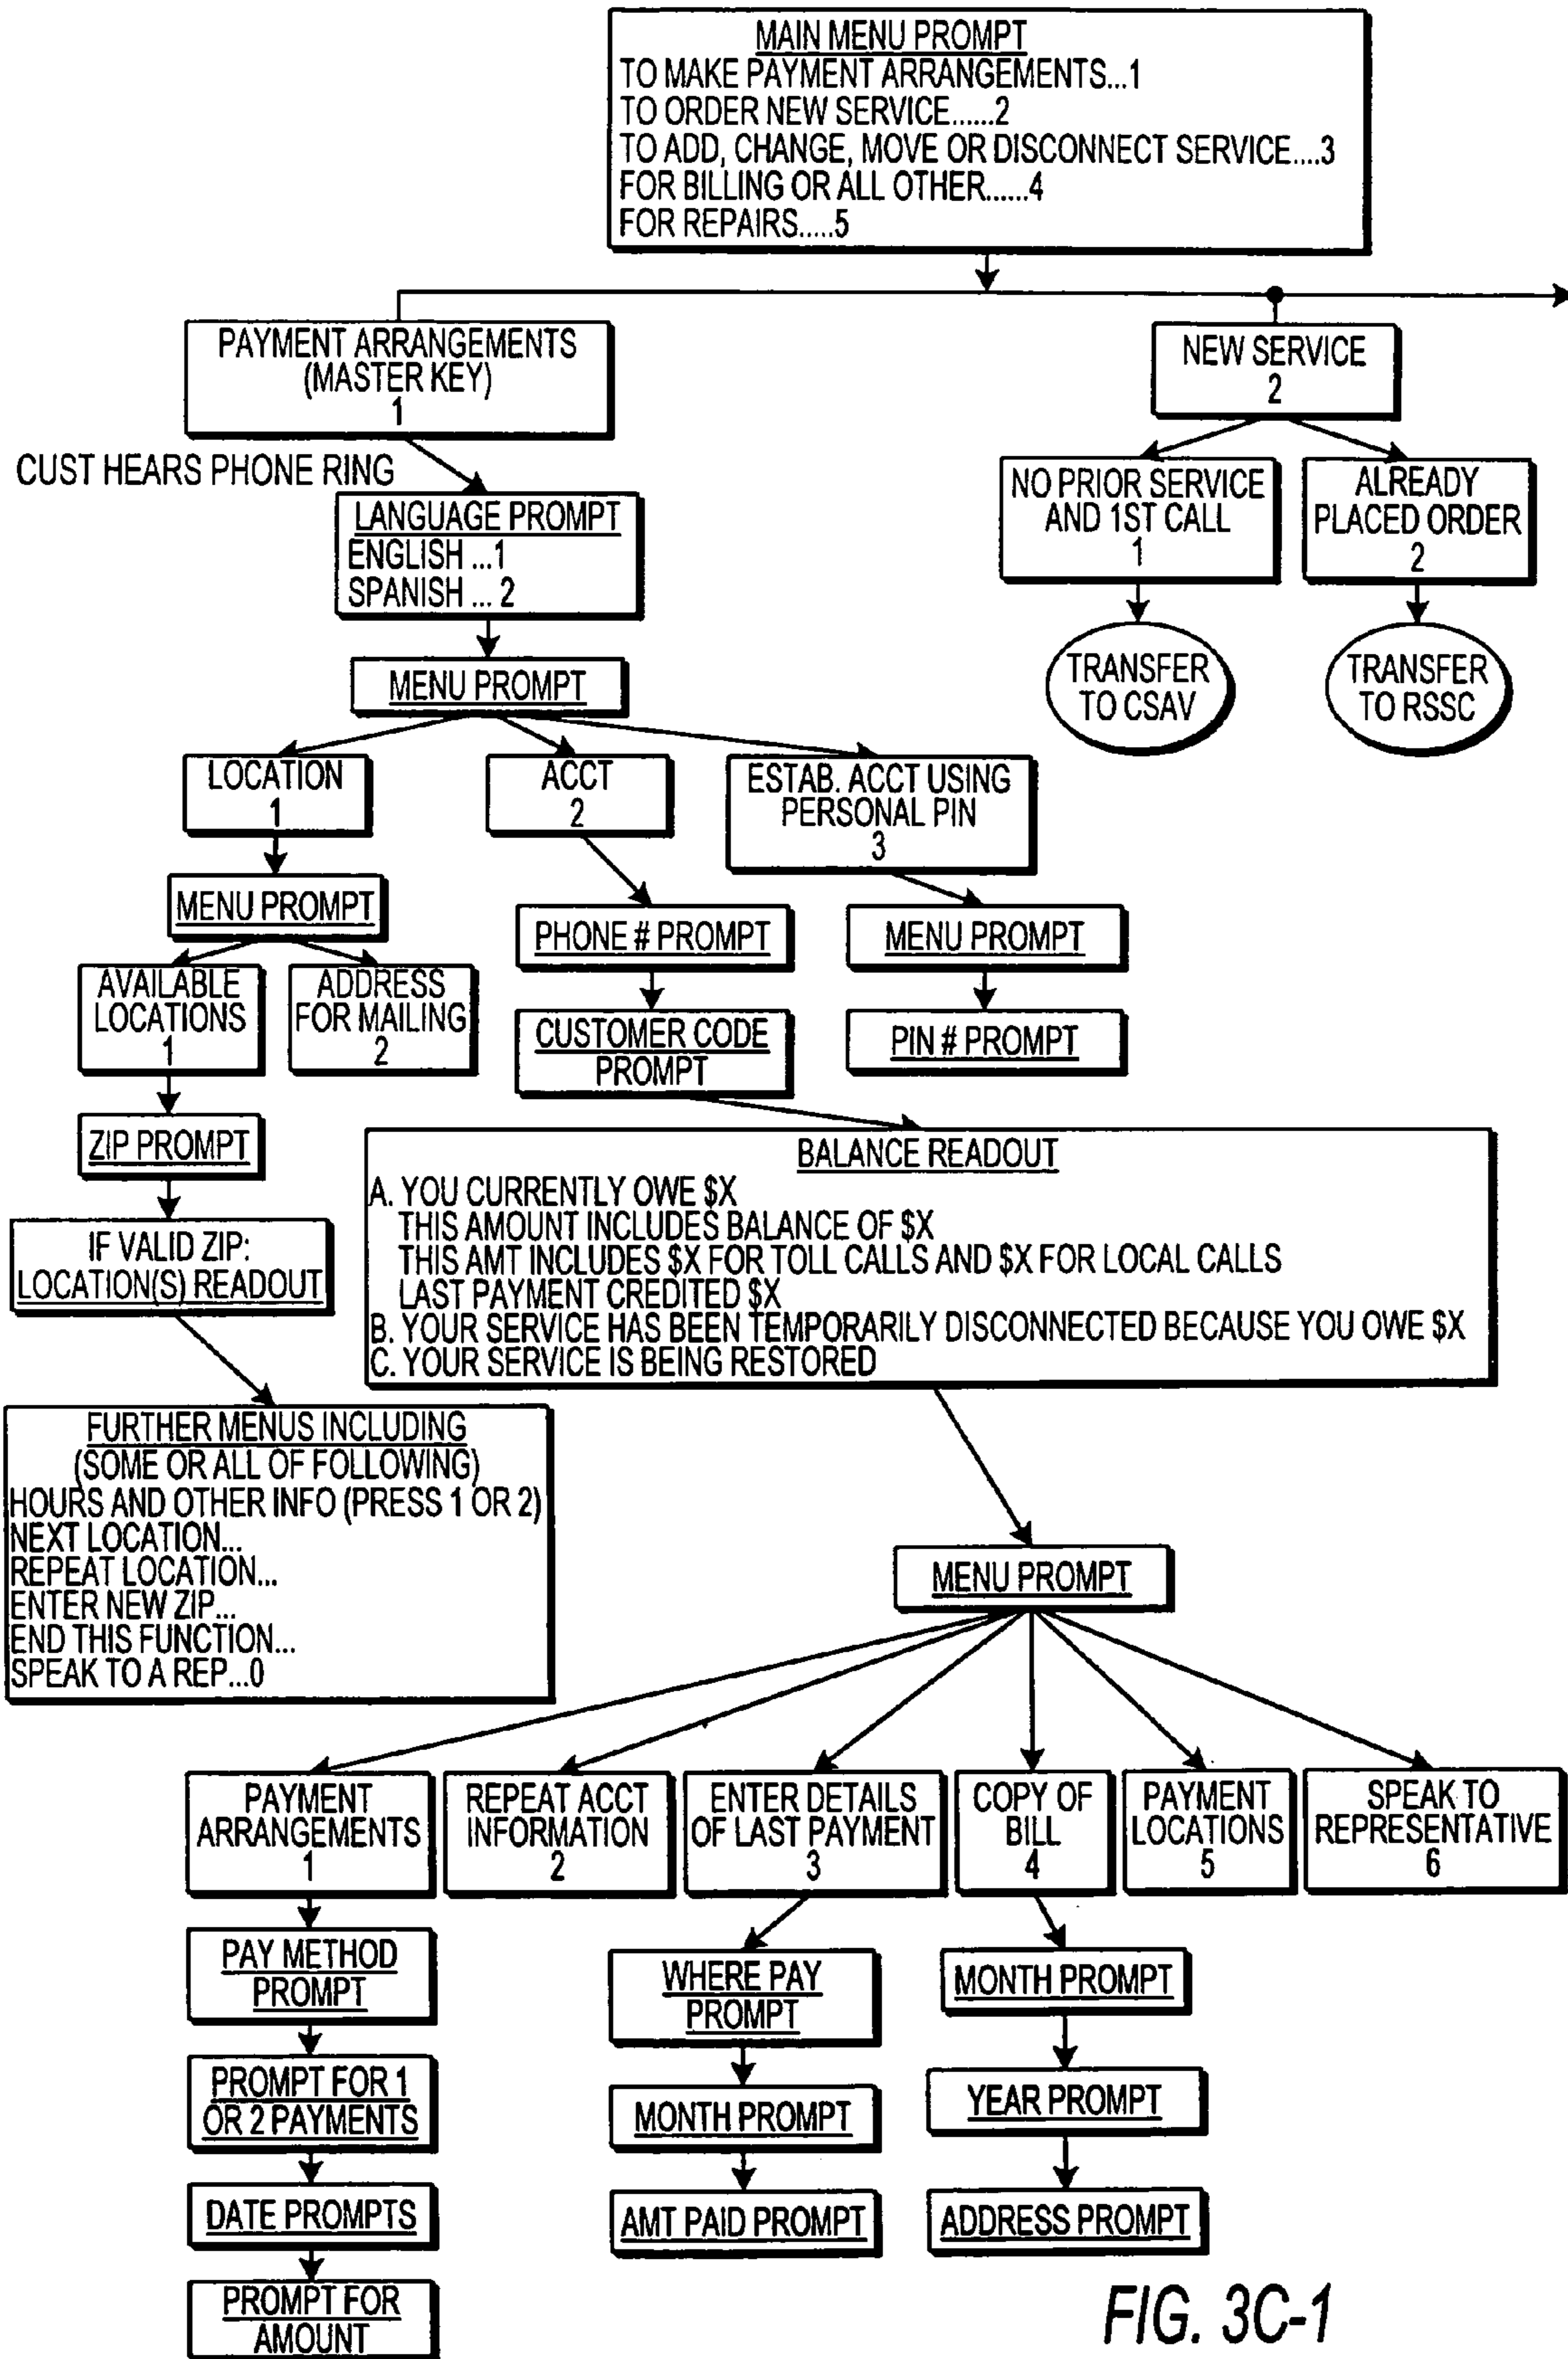 MAIN MENU PROMPT
TO MAKE PAYMENT ARRANGEMENTS...1
TO ORDER NEW SERVICE......2
TO ADD, CHANGE, MOVE OR DISCONNECT SERVICE....3
FOR BILLING OR ALL OTHER......4
FOR REPAIRS.....5
PAYMENT ARRANGEMENTS
(MASTER KEY)
1
NEW SERVICE
2
CUST HEARS PHONE RING
LANGUAGE PROMPT
ENGLISH ...1
SPANISH ... 2
NO PRIOR SERVICE
AND 1ST CALL
1
ALREADY
PLACED ORDER
2
TRANSFER
TO CSAV
TRANSFER
TO RSSC
MENU PROMPT
LOCATION
1
ACCT
2
ESTAB. ACCT USING
PERSONAL PIN
3
MENU PROMPT
PHONE # PROMPT
MENU PROMPT
AVAILABLE
LOCATIONS
1
ADDRESS
FOR MAILING
2
CUSTOMER CODE
PROMPT
PIN # PROMPT
ZIP PROMPT
IF VALID ZIP:
LOCATION(S) READOUT
BALANCE READOUT
A. YOU CURRENTLY OWE $X
THIS AMOUNT INCLUDES BALANCE OF $X
THIS AMT INCLUDES $X FOR TOLL CALLS AND $X FOR LOCAL CALLS
LAST PAYMENT CREDITED $X
B. YOUR SERVICE HAS BEEN TEMPORARILY DISCONNECTED BECAUSE YOU OWE $X
C. YOUR SERVICE IS BEING RESTORED
FURTHER MENUS INCLUDING
(SOME OR ALL OF FOLLOWING)
HOURS AND OTHER INFO (PRESS 1 OR 2)
NEXT LOCATION...
REPEAT LOCATION...
ENTER NEW ZIP...
END THIS FUNCTION...
SPEAK TO A REP...0
MENU PROMPT
PAYMENT
ARRANGEMENTS
1
REPEAT ACCT
INFORMATION
2
ENTER DETAILS
OF LAST PAYMENT
3
COPY OF
BILL
4
PAYMENT
LOCATIONS
5
SPEAK TO
REPRESENTATIVE
6
PAY METHOD
PROMPT
PROMPT FOR 1
OR 2 PAYMENTS
DATE PROMPTS
PROMPT FOR
AMOUNT
WHERE PAY
PROMPT
MONTH PROMPT
AMT PAID PROMPT
MONTH PROMPT
YEAR PROMPT
ADDRESS PROMPT
FIG. 3C-1